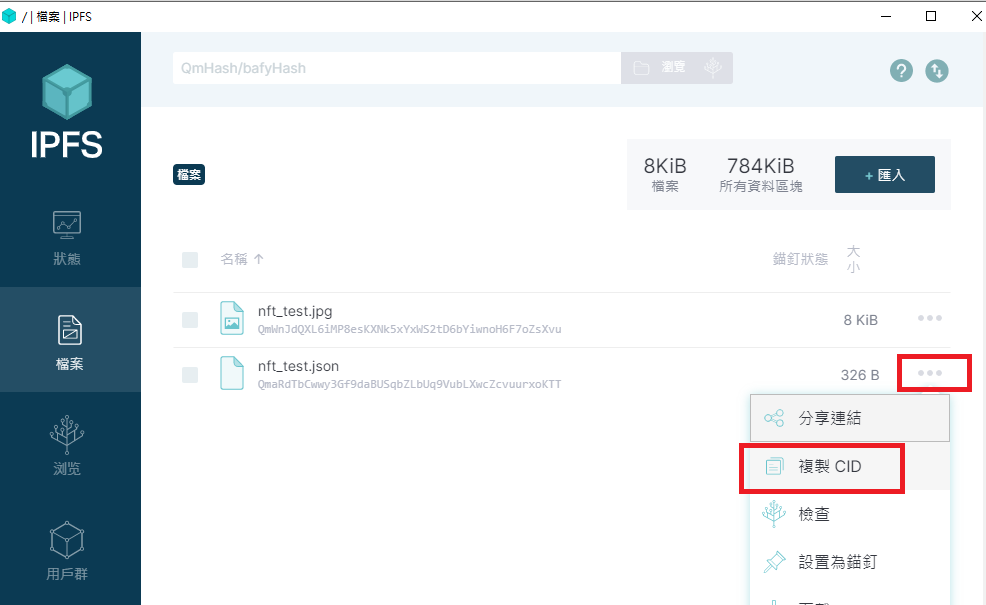 / | 檔案 | IPFS
IPFS
狀態
檔案
浏览
用戶群
QmHash/bafyHash
瀏覽
?
檔案
8KiB
檔案
784KiB
所有資料區塊
+ 匯入
名稱 ↑
錨釘狀態
大
小
nft_test.jpg
QmWnJdQXL6iMP8esKXNk5xYxWS2tD6bYiwnoH6F7oZsXvu
8 KiB
nft_test.json
QmaRdTbCwwy3Gf9daBUSqbZLbUq9VubLXwcZcvuurxoKTT
326 B
分享連結
複製 CID
檢查
設置為錨釘